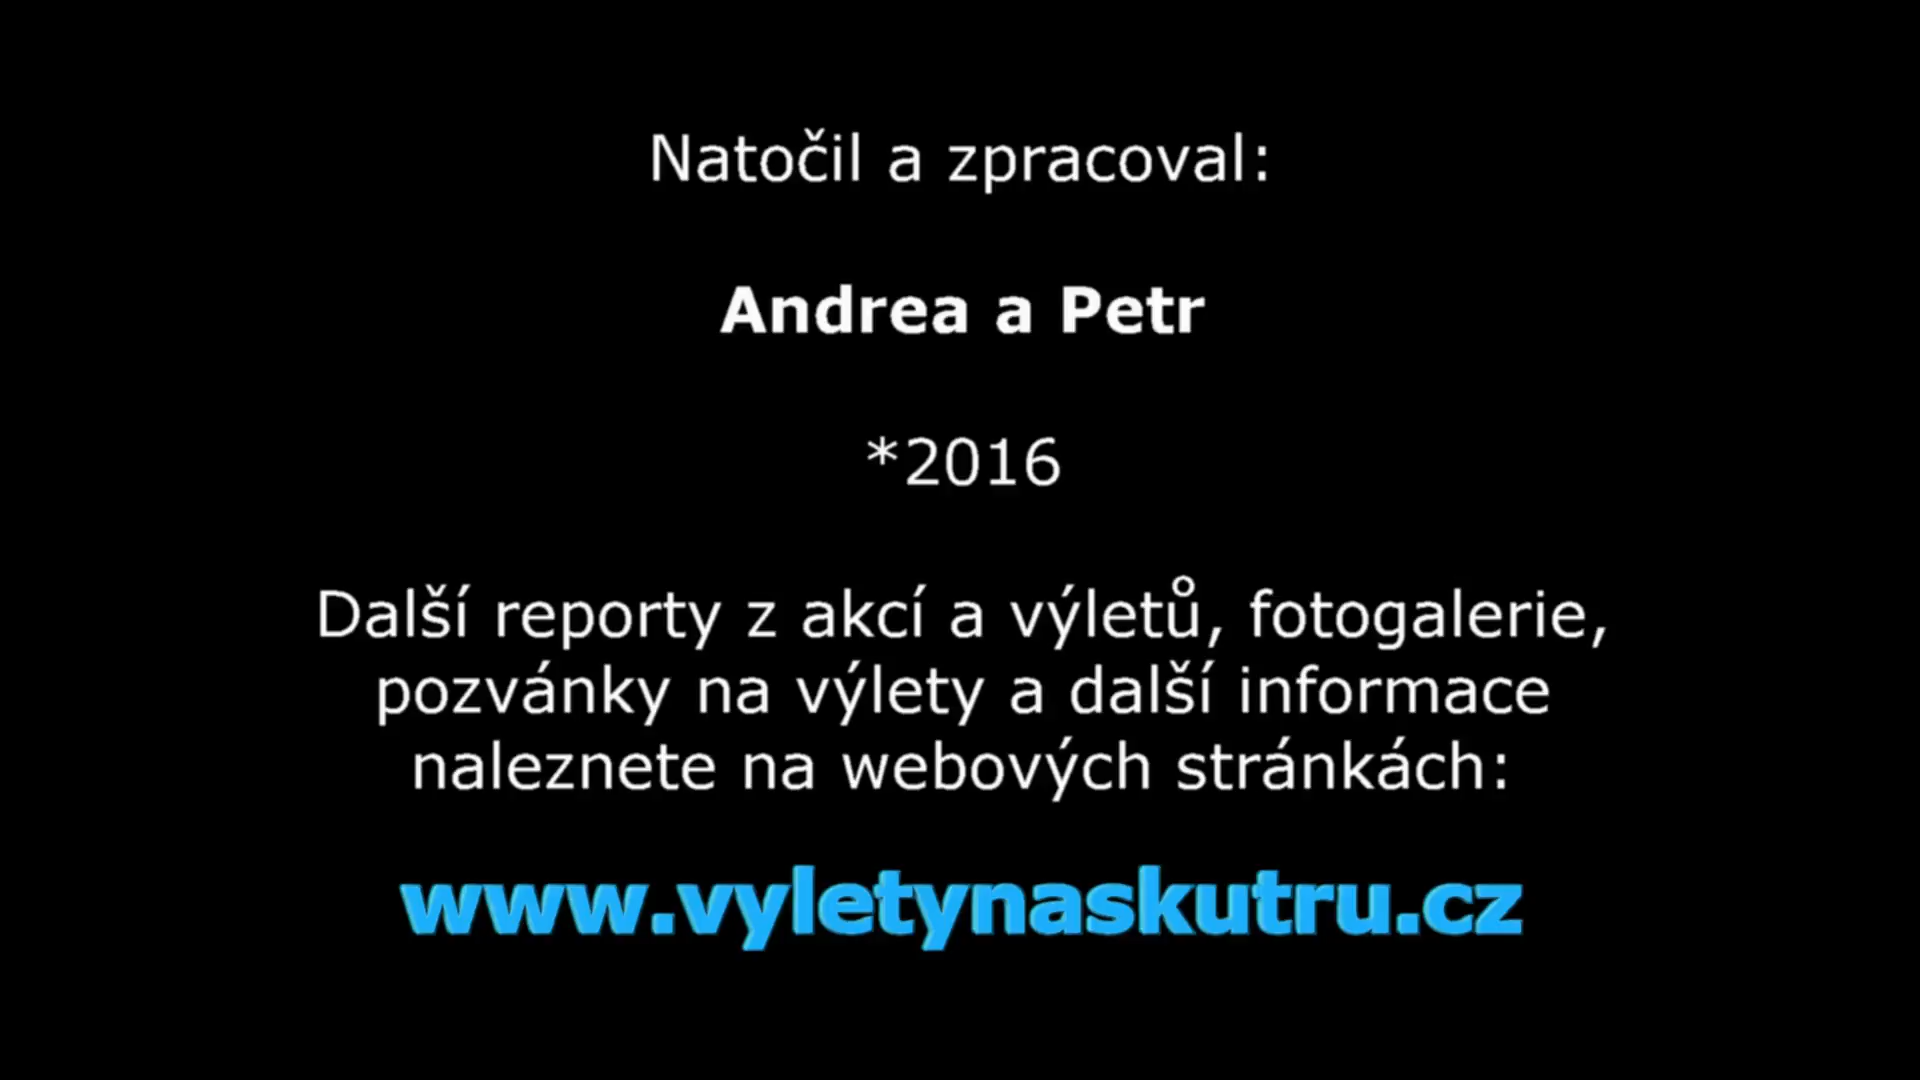 Natočil a zpracoval:
Andrea a Petr
*2016
Další reporty z akcí a výletů, fotogalerie,
pozvánky na výlety a další informace
naleznete na webových stránkách:
www.vyletynaskutru.cz